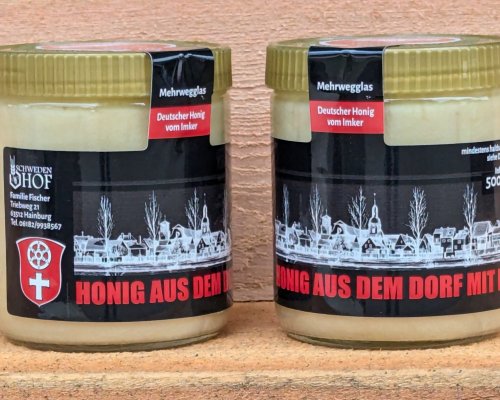 Mehrwegglas
Deutscher Honig
vom Imker
SCHWEDEN
HOF
Familie Fischer
Triebweg 21
63512 Hainburg
Tel. 06182/9938567
HONIG AUS DEM
Mehrwegglas
Deutscher Honig
vom Imker
mindestens
siehe
500
HONIG AUS DEM DORF MIT